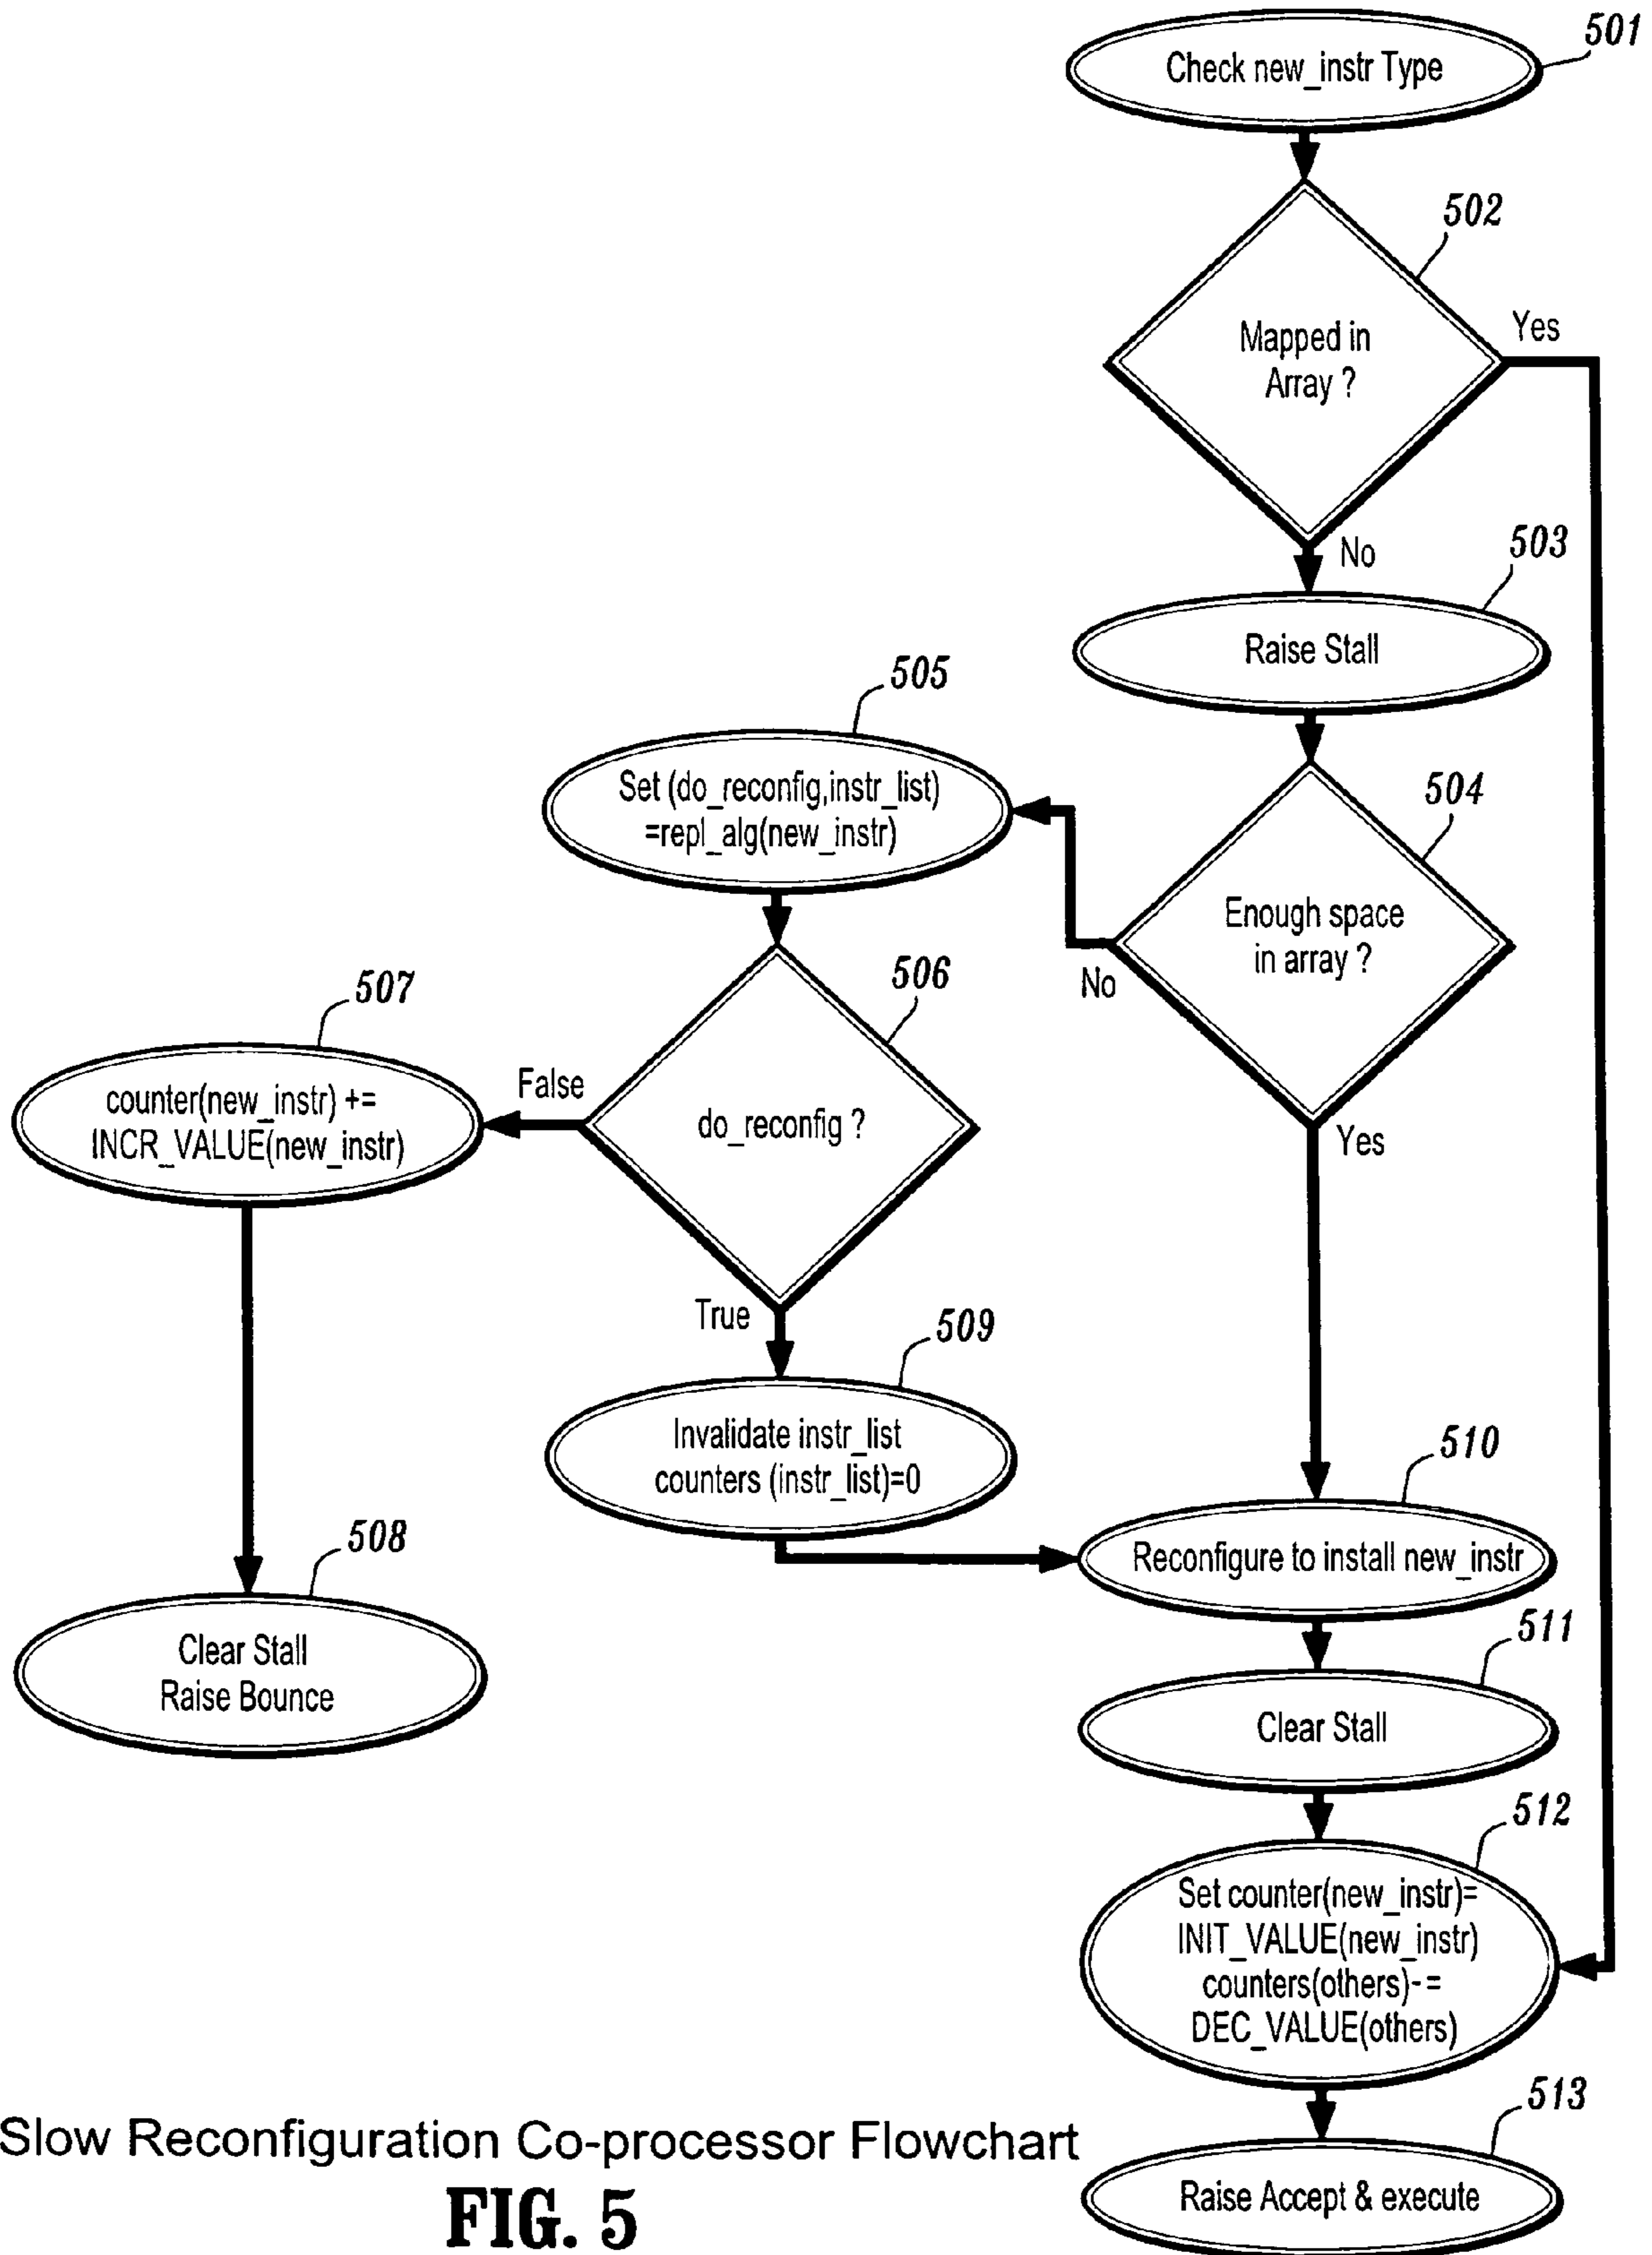 501
Check new_instr Type
502
Mapped in
Array ?
Yes
No
503
Raise Stall
504
Enough space
in array ?
No
Yes
505
Set (do_reconfig,instr_list)
=repl_alg(new_instr)
506
do_reconfig ?
False
True
507
counter(new_instr) +=
INCR_VALUE(new_instr)
508
Clear Stall
Raise Bounce
509
Invalidate instr_list
counters (instr_list)=0
510
Reconfigure to install new_instr
511
Clear Stall
512
Set counter(new_instr)=
INIT_VALUE(new_instr)
counters(others)-=
DEC_VALUE(others)
513
Raise Accept & execute
Slow Reconfiguration Co-processor Flowchart
FIG. 5